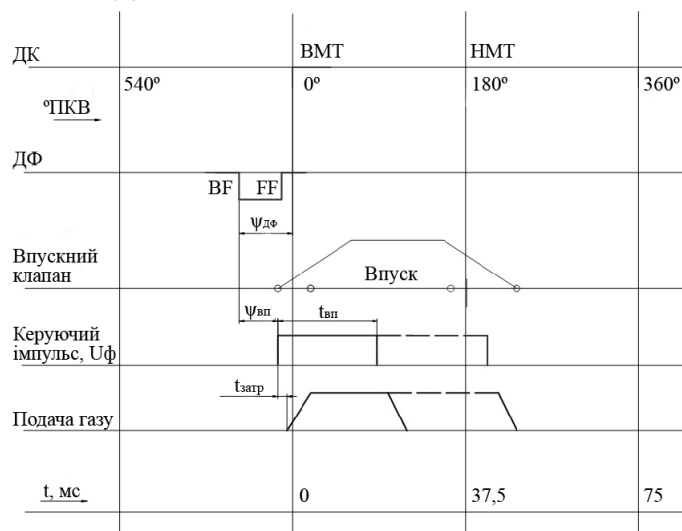 ДК ВМТ НМТ
540º 0º 180º 360º
ºПКВ
ДФ
BF FF
ψДФ
Впускний клапан
Впуск
ψвп tвп
Керуючий імпульс, Uф
tзатр
Подача газу
t, мс 0 37,5 75